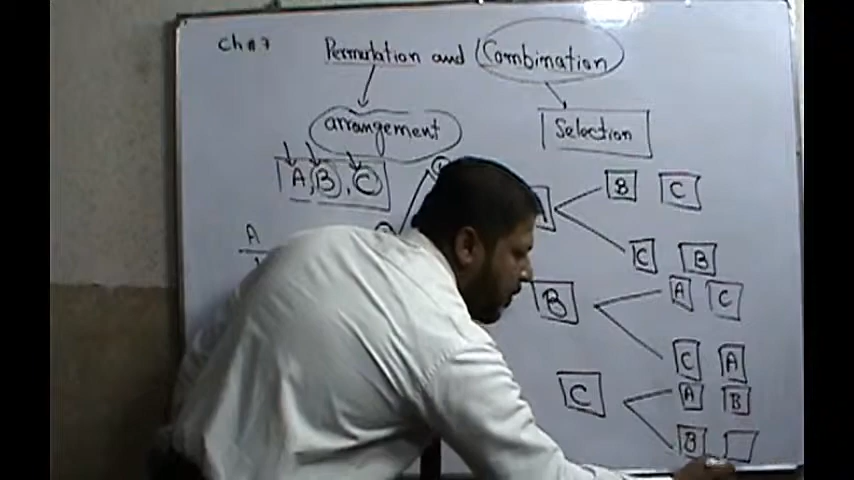 Ch # 7 Permutation and Combination
arrangement Selection
A, B, C
B C
A
C B
B A C
C A
C A B
B